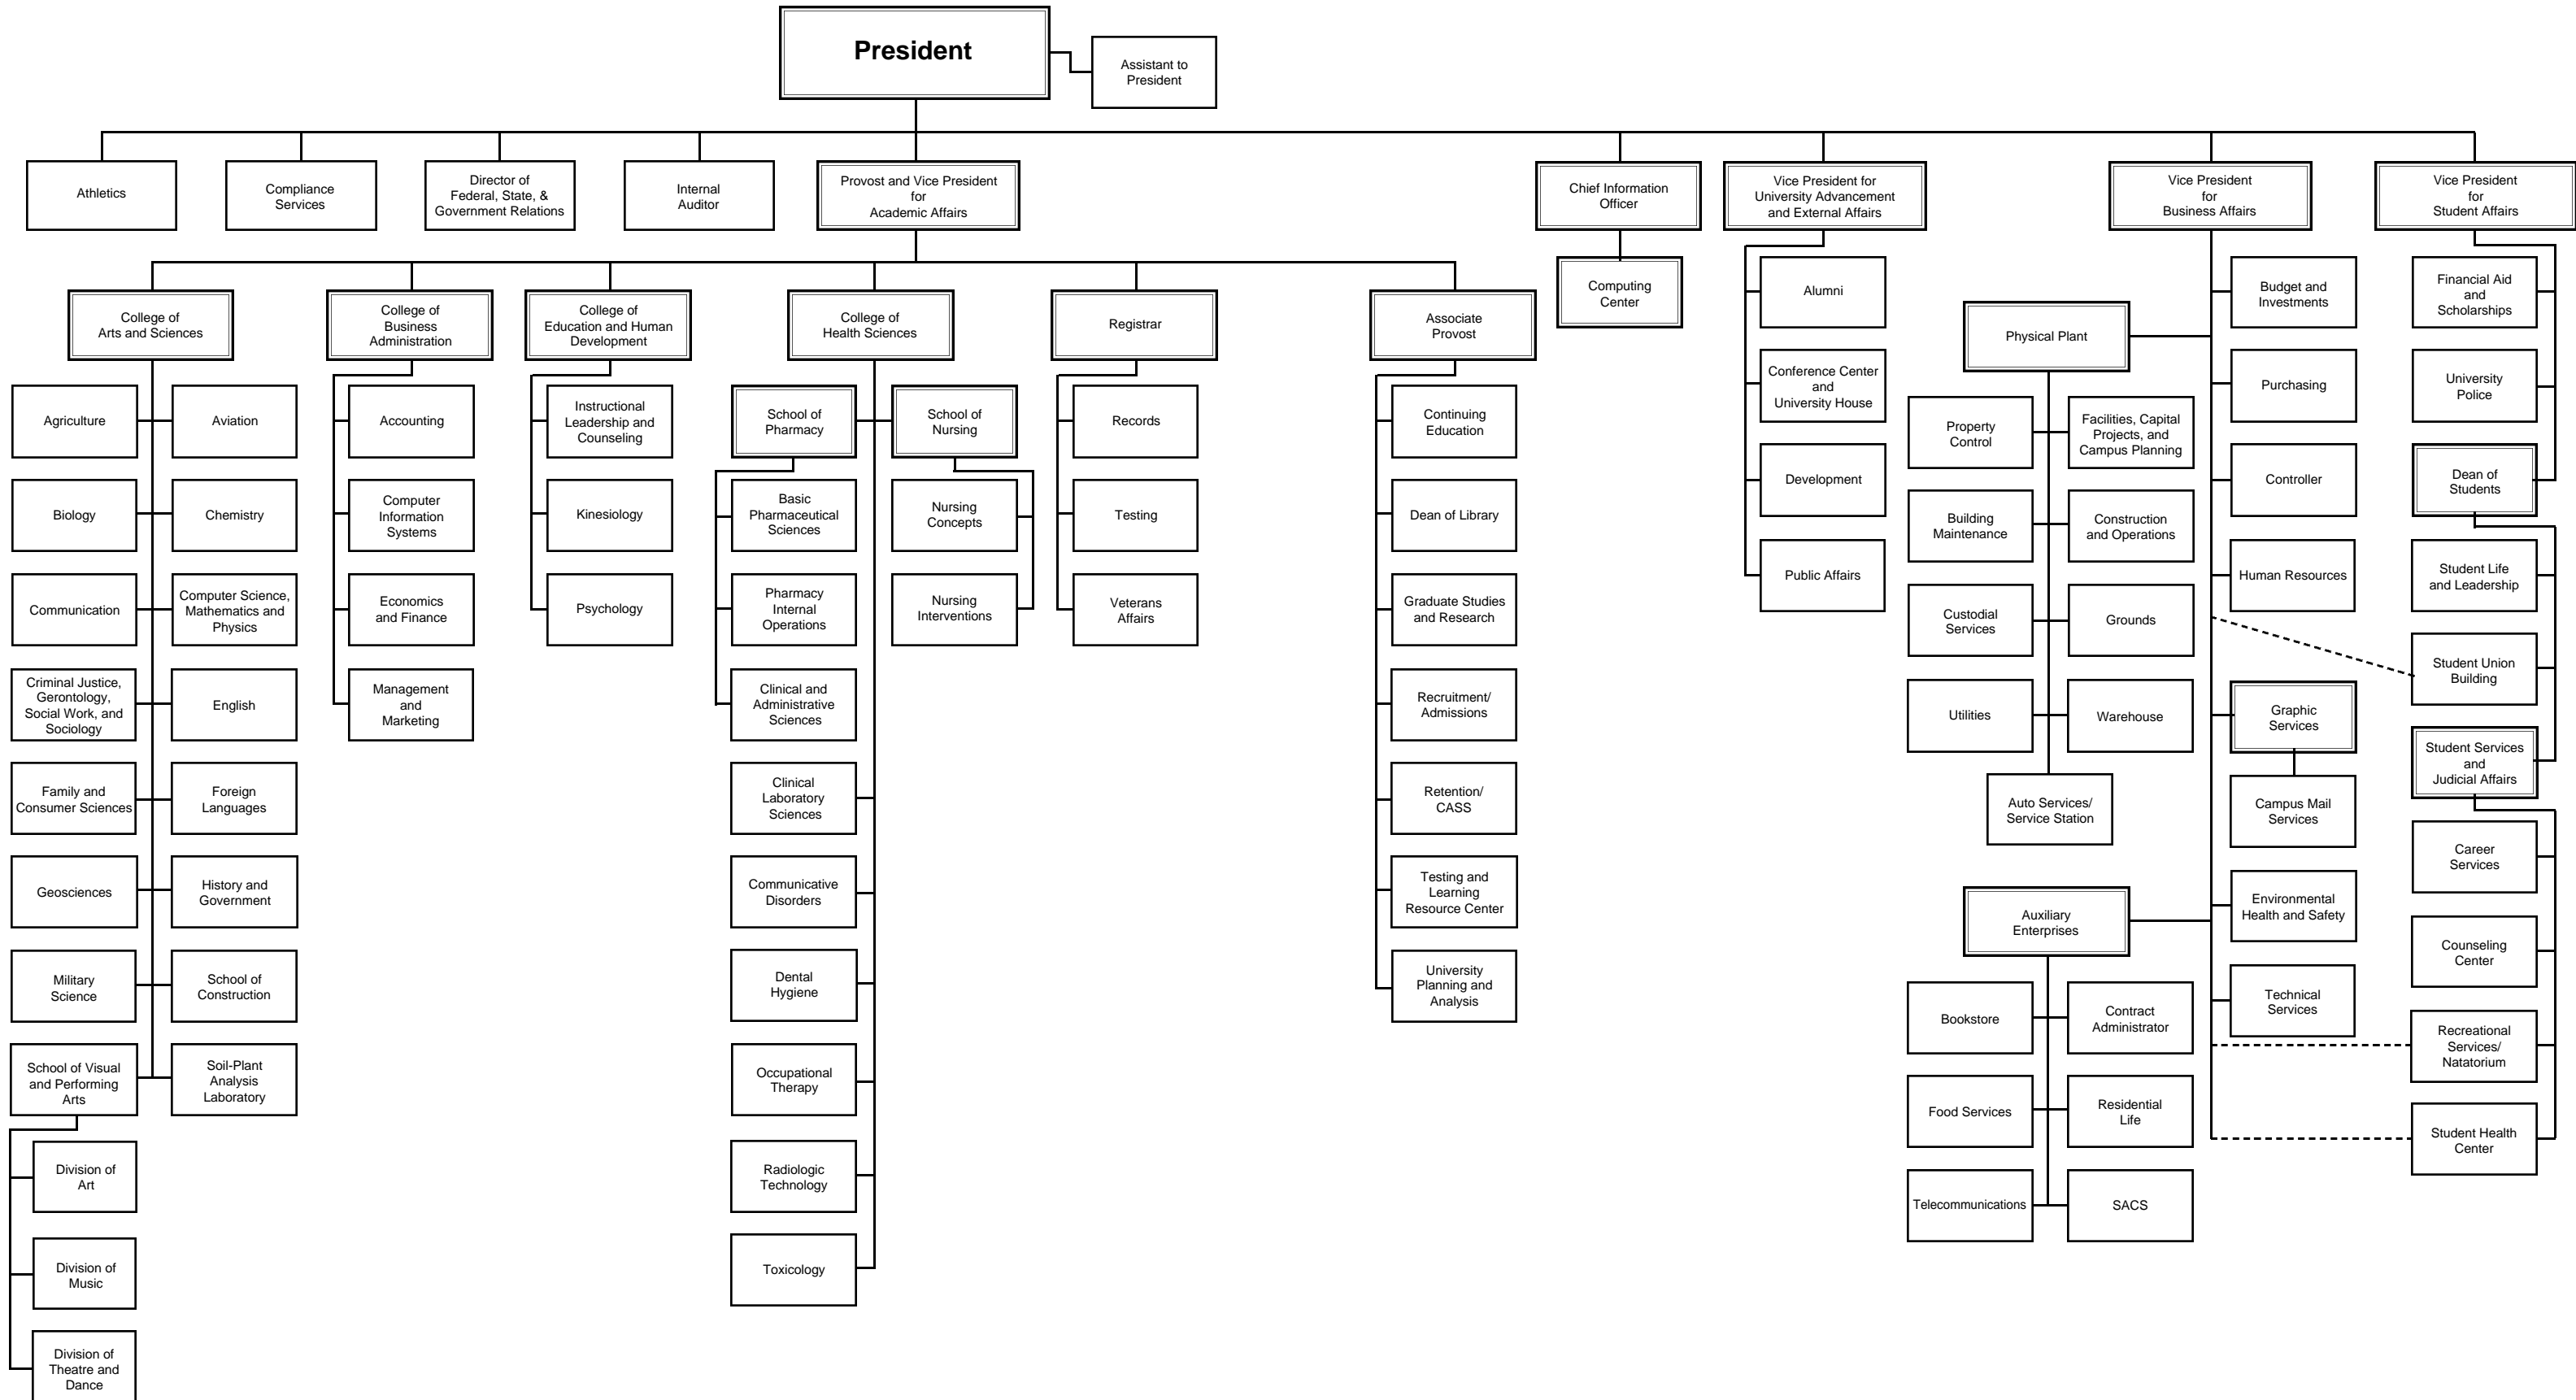 President
Assistant to
President
Athletics
Compliance
Services
Director of
Federal, State, &
Government Relations
Internal
Auditor
Provost and Vice President
for
Academic Affairs
Chief Information
Officer
Vice President for
University Advancement
and External Affairs
Vice President
for
Business Affairs
Vice President
for
Student Affairs
College of
Arts and Sciences
College of
Business
Administration
College of
Education and Human
Development
College of
Health Sciences
Registrar
Associate
Provost
Computing
Center
Agriculture
Aviation
Biology
Chemistry
Communication
Computer Science,
Mathematics and
Physics
Criminal Justice,
Gerontology,
Social Work, and
Sociology
English
Family and
Consumer Sciences
Foreign
Languages
Geosciences
History and
Government
Military
Science
School of
Construction
School of Visual
and Performing
Arts
Soil-Plant
Analysis
Laboratory
Division of
Art
Division of
Music
Division of
Theatre and
Dance
Accounting
Computer
Information
Systems
Economics
and Finance
Management
and
Marketing
Instructional
Leadership and
Counseling
Kinesiology
Psychology
School of
Pharmacy
School of
Nursing
Basic
Pharmaceutical
Sciences
Nursing
Concepts
Pharmacy
Internal
Operations
Nursing
Interventions
Clinical and
Administrative
Sciences
Clinical
Laboratory
Sciences
Communicative
Disorders
Dental
Hygiene
Occupational
Therapy
Radiologic
Technology
Toxicology
Records
Testing
Veterans
Affairs
Continuing
Education
Dean of Library
Graduate Studies
and Research
Recruitment/
Admissions
Retention/
CASS
Testing and
Learning
Resource Center
University
Planning and
Analysis
Alumni
Conference Center
and
University House
Development
Public Affairs
Physical Plant
Property
Control
Facilities, Capital
Projects, and
Campus Planning
Building
Maintenance
Construction
and Operations
Custodial
Services
Grounds
Utilities
Warehouse
Auto Services/
Service Station
Auxiliary
Enterprises
Bookstore
Contract
Administrator
Food Services
Residential
Life
Telecommunications
SACS
Budget and
Investments
Purchasing
Controller
Human Resources
Graphic
Services
Campus Mail
Services
Environmental
Health and Safety
Technical
Services
Financial Aid
and
Scholarships
University
Police
Dean of
Students
Student Life
and Leadership
Student Union
Building
Student Services
and
Judicial Affairs
Career
Services
Counseling
Center
Recreational
Services/
Natatorium
Student Health
Center